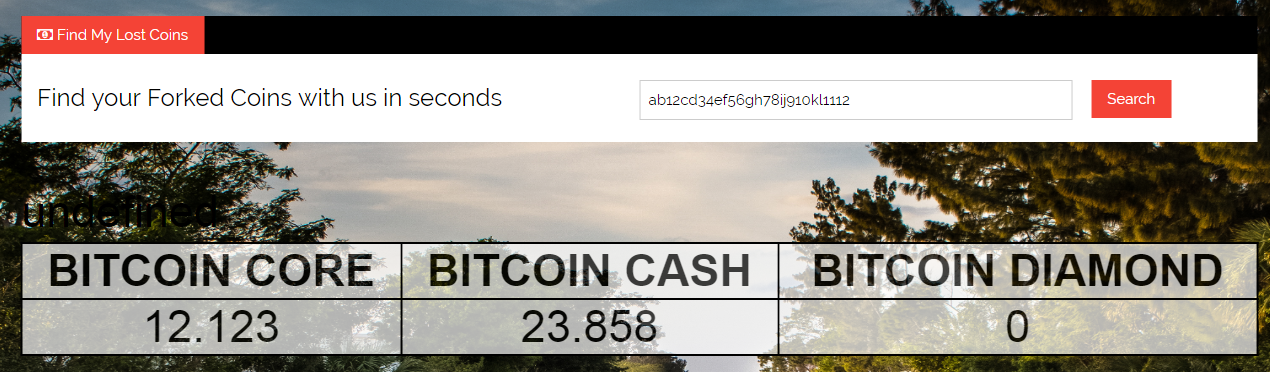 Find My Lost Coins
Find your Forked Coins with us in seconds
ab12cd34ef56gh78ij910kl1112
Search
undefined
BITCOIN CORE BITCOIN CASH BITCOIN DIAMOND
12.123 23.858 0